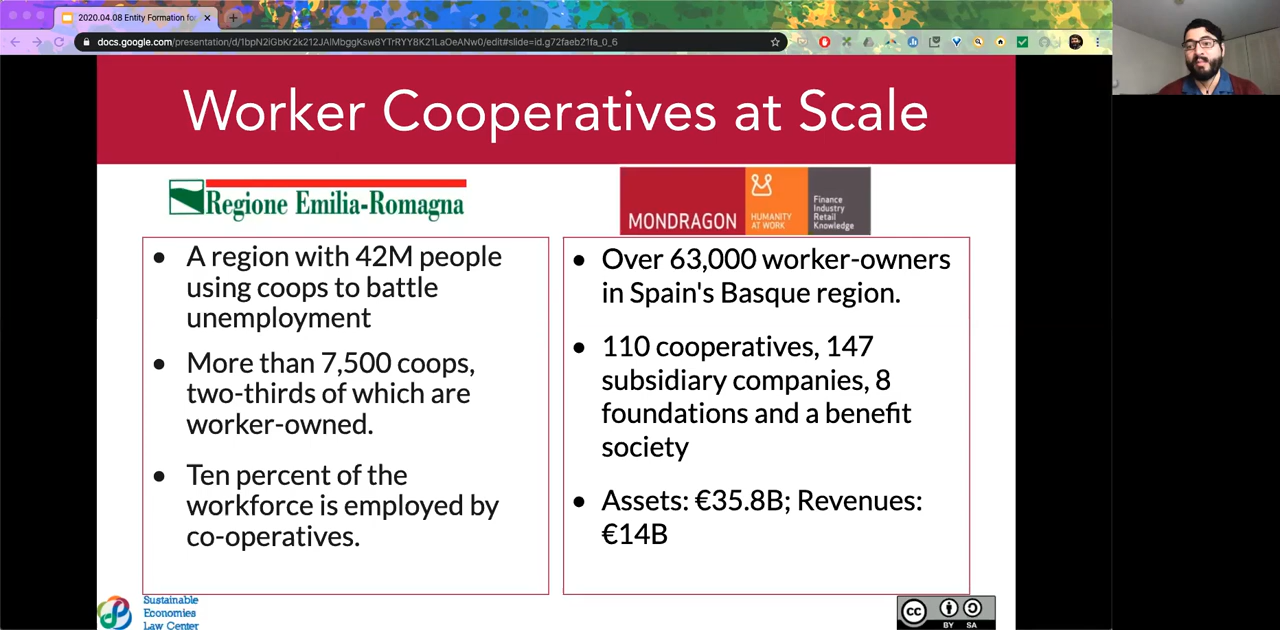 2020.04.08 Entity Formation for
docs.google.com/presentation/d/1bpN2iGbKr2k212JAIMbggKsw8YTrRYY8K21LaOeANw0/edit#slide=id.g72faeb21fa_0_6
Worker Cooperatives at Scale
Regione Emilia-Romagna
MONDRAGON
HUMANITY
AT WORK
Finance
Industry
Retail
Knowledge
• A region with 42M people
using coops to battle
unemployment
• More than 7,500 coops,
two-thirds of which are
worker-owned.
• Ten percent of the
workforce is employed by
co-operatives.
• Over 63,000 worker-owners
in Spain's Basque region.
• 110 cooperatives, 147
subsidiary companies, 8
foundations and a benefit
society
• Assets: €35.8B; Revenues:
€14B
Sustainable
Economies
Law Center
cc
BY SA